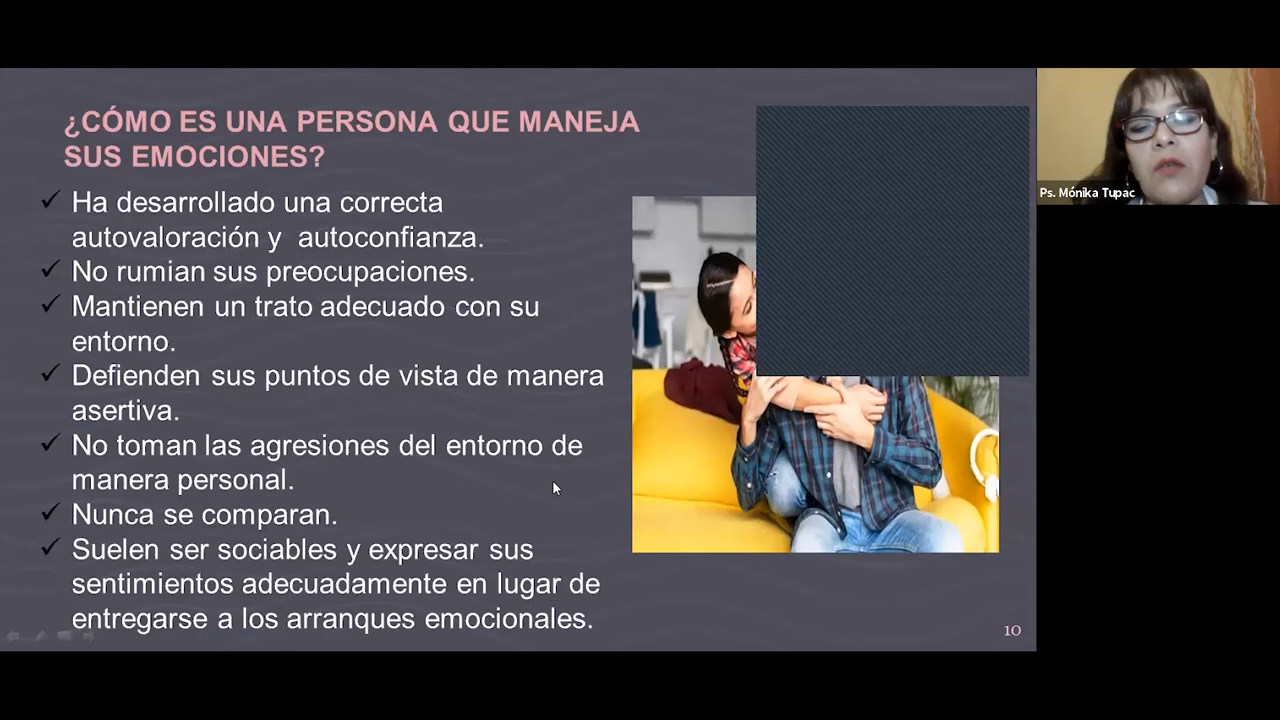 ¿CÓMO ES UNA PERSONA QUE MANEJA
SUS EMOCIONES?
Ha desarrollado una correcta
autovaloración y autoconfianza.
No rumian sus preocupaciones.
Mantienen un trato adecuado con su
entorno.
Defienden sus puntos de vista de manera
asertiva.
No toman las agresiones del entorno de
manera personal.
Nunca se comparan.
Suelen ser sociables y expresar sus
sentimientos adecuadamente en lugar de
entregarse a los arranques emocionales.
10
Ps. Mónika Tupac